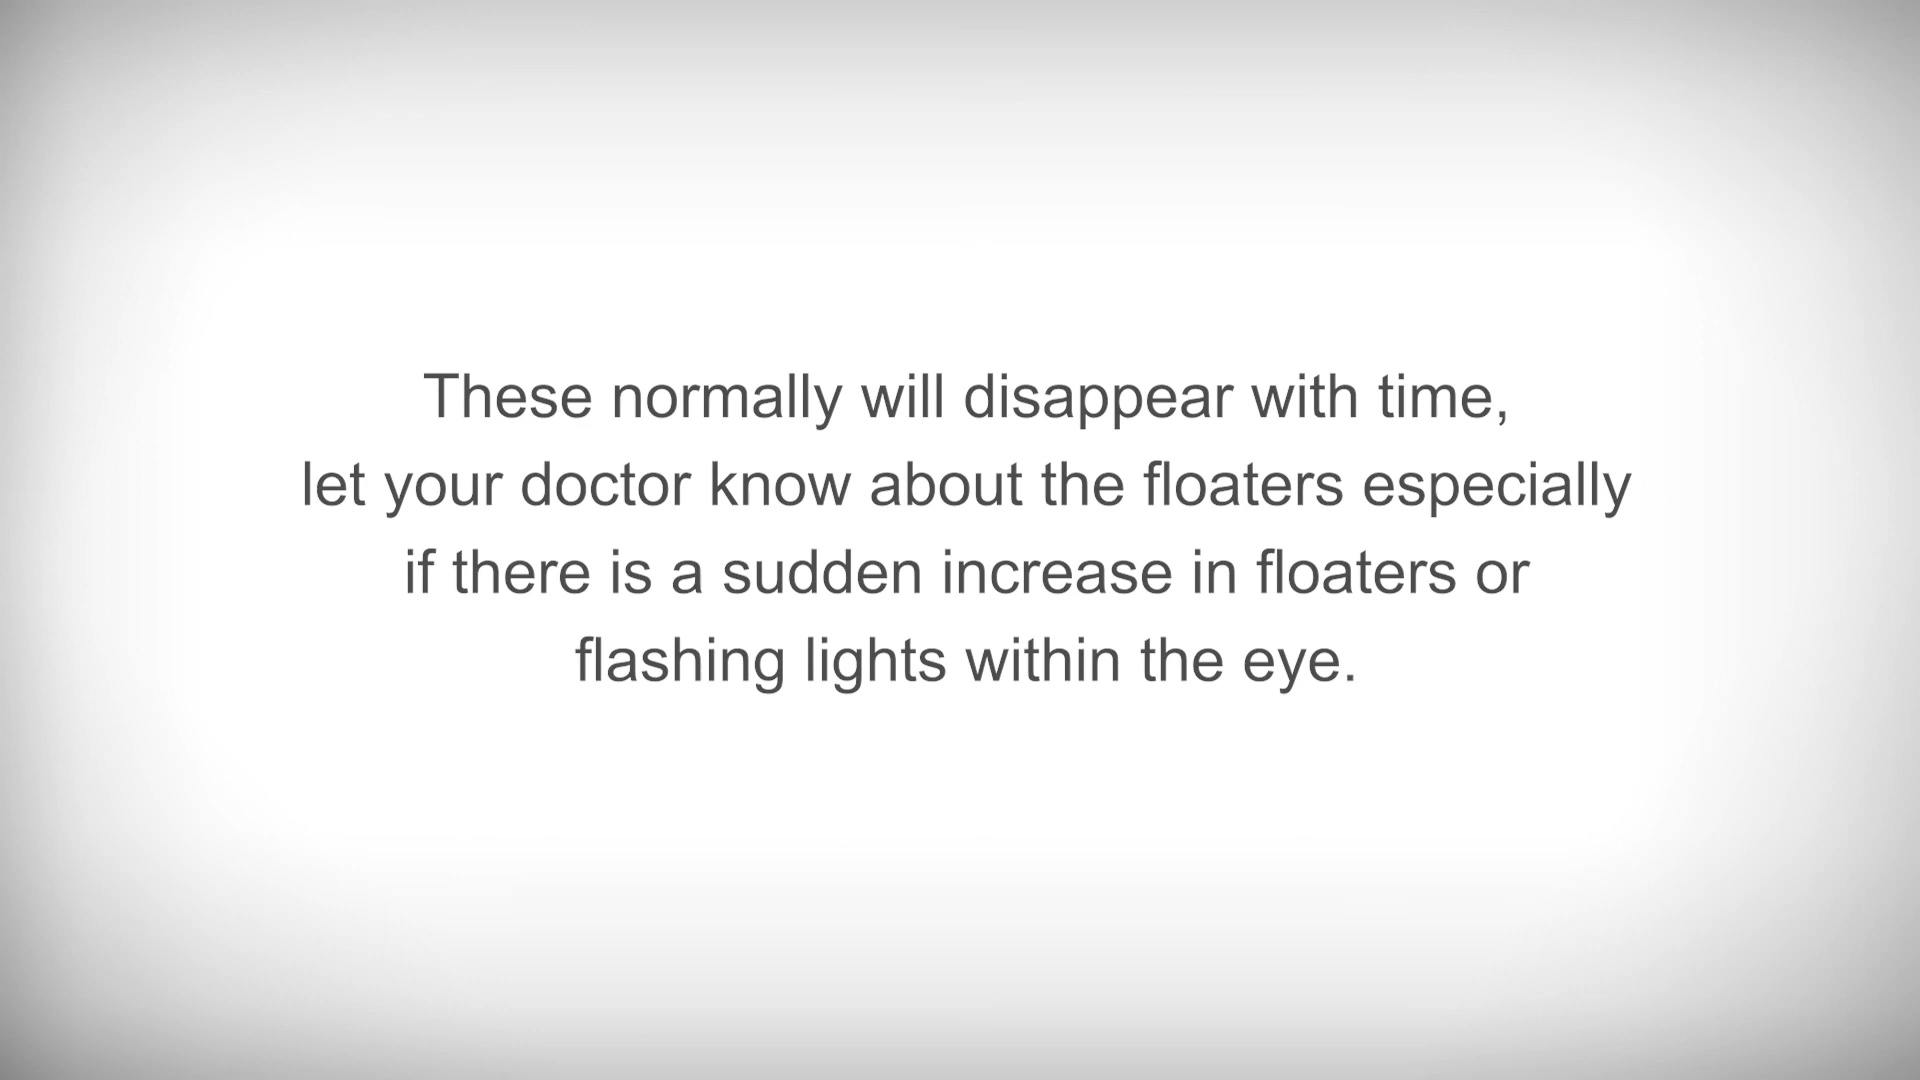 These normally will disappear with time,
let your doctor know about the floaters especially
if there is a sudden increase in floaters or
flashing lights within the eye.